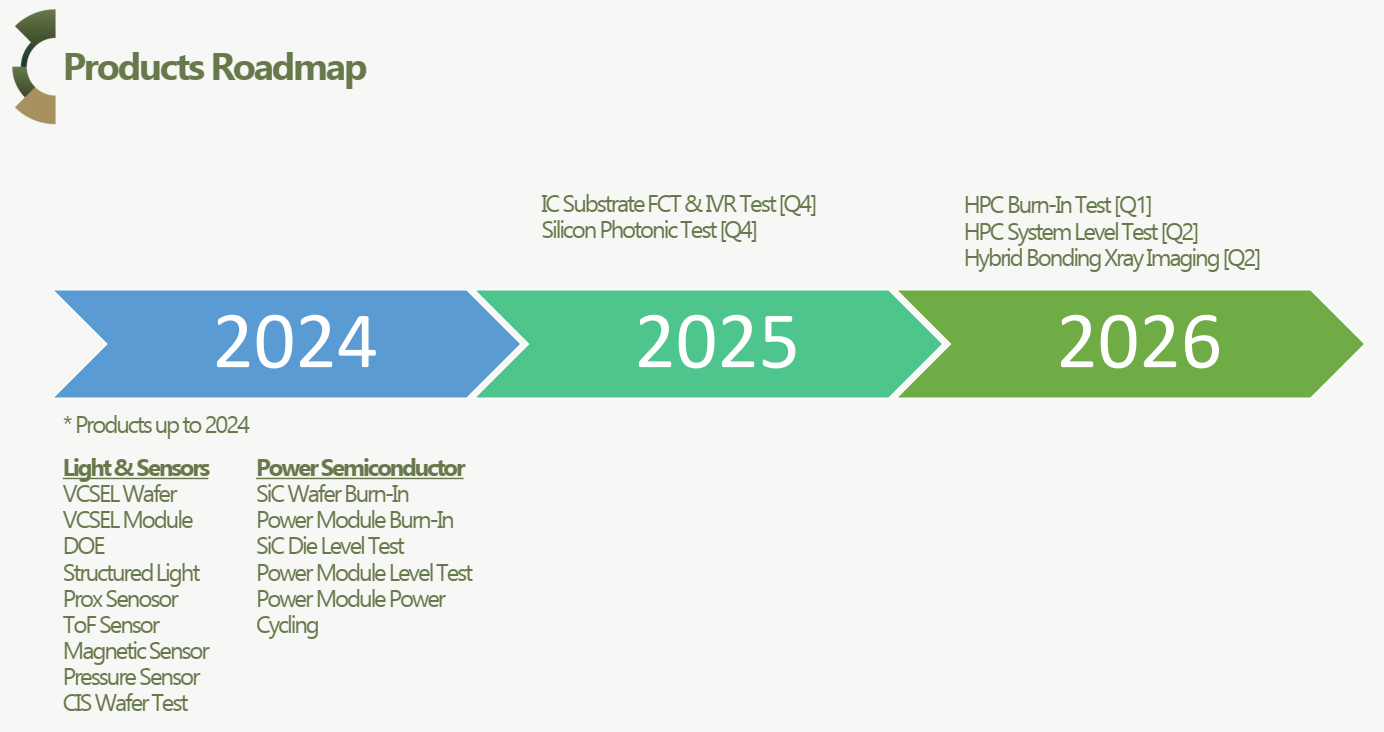 Products Roadmap
IC Substrate FCT & IVR Test [Q4]
Silicon Photonic Test [Q4]
HPC Burn-In Test [Q1]
HPC System Level Test [Q2]
Hybrid Bonding Xray Imaging [Q2]
2024
2025
2026
* Products up to 2024
Light & Sensors
VCSEL Wafer
VCSEL Module
DOE
Structured Light
Prox Senosor
ToF Sensor
Magnetic Sensor
Pressure Sensor
CIS Wafer Test
Power Semiconductor
SiC Wafer Burn-In
Power Module Burn-In
SiC Die Level Test
Power Module Level Test
Power Module Power
Cycling